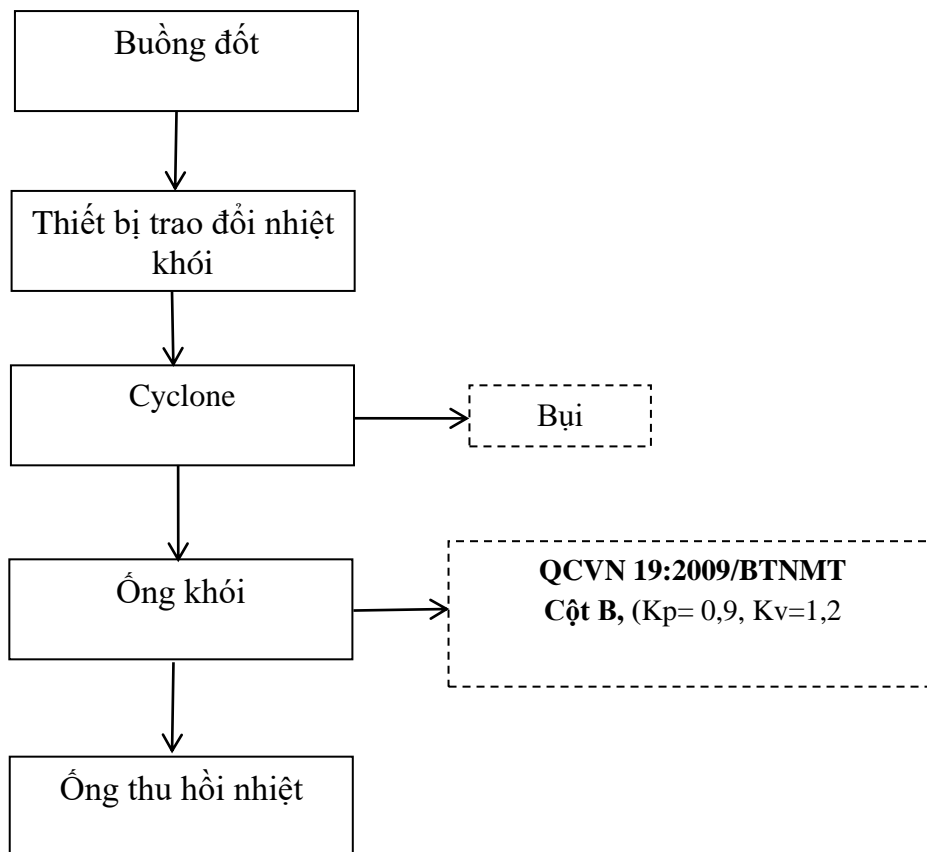 Buồng đốt
Thiết bị trao đổi nhiệt
khói
Cyclone
Bụi
Ống khói
QCVN 19:2009/BTNMT
Cột B, (Kp= 0,9, Kv=1,2
Ống thu hồi nhiệt